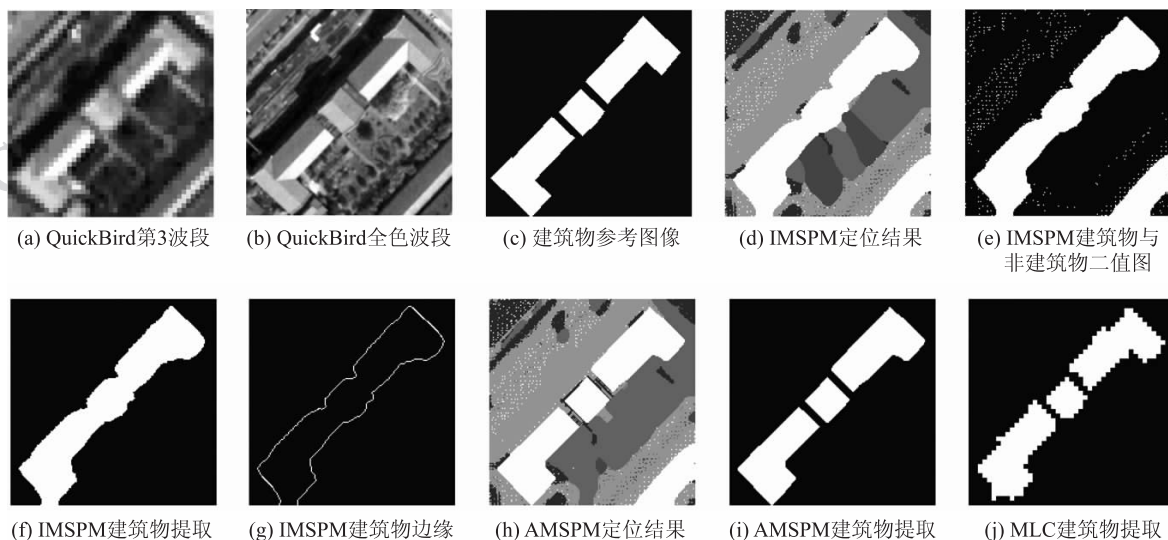 (a) QuickBird第3波段
(b) QuickBird全色波段
(c) 建筑物参考图像
(d) IMSPM定位结果
(e) IMSPM建筑物与
非建筑物二值图
(f) IMSPM建筑物提取
(g) IMSPM建筑物边缘
(h) AMSPM定位结果
(i) AMSPM建筑物提取
(j) MLC建筑物提取